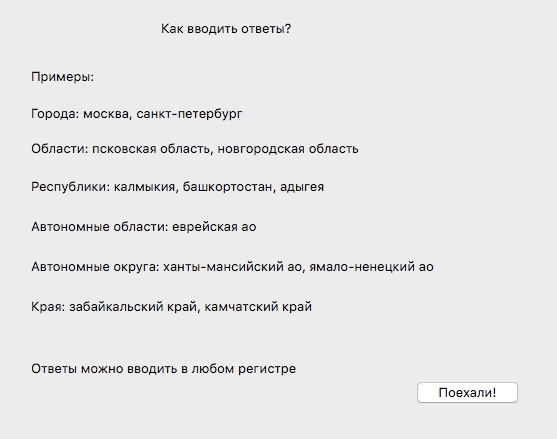 Как вводить ответы?
Примеры:
Города: москва, санкт-петербург
Области: псковская область, новгородская область
Республики: калмыкия, башкортостан, адыгея
Автономные области: еврейская ао
Автономные округа: ханты-мансийский ао, ямало-ненецкий ао
Края: забайкальский край, камчатский край
Ответы можно вводить в любом регистре
Поехали!